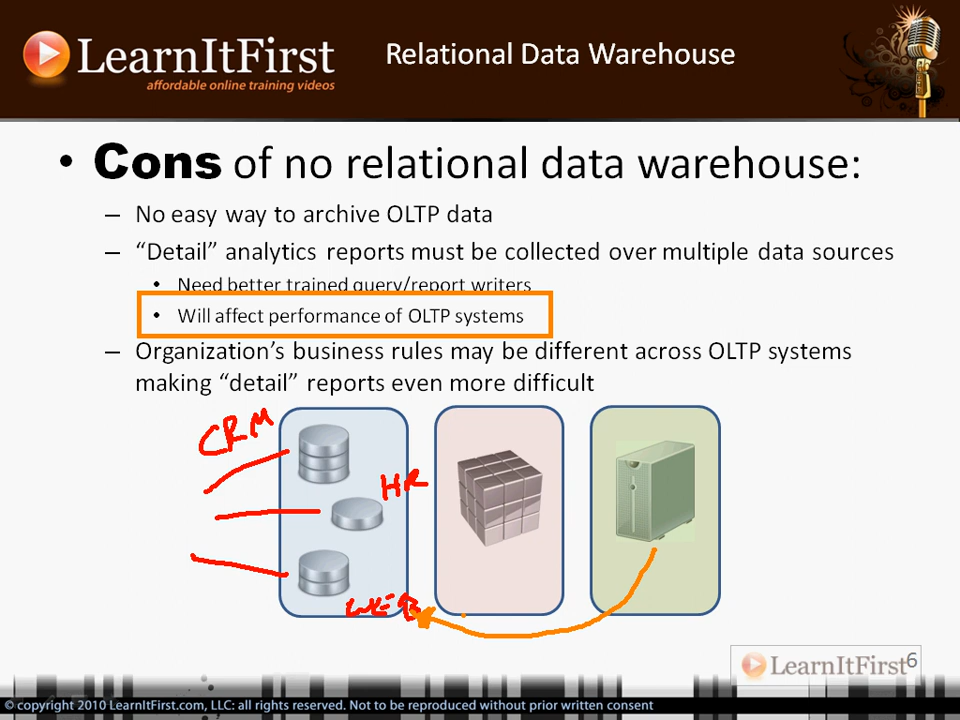 LearnItFirst
affordable online training videos
Relational Data Warehouse
• Cons of no relational data warehouse:
– No easy way to archive OLTP data
– “Detail” analytics reports must be collected over multiple data sources
• Need better trained query/report writers
• Will affect performance of OLTP systems
– Organization’s business rules may be different across OLTP systems
making “detail” reports even more difficult
CRM
HR
WEB
LearnItFirst
6
© copyright 2010 LearnItFirst.com, LLC: all rights reserved. Not to be reproduced without prior written consent